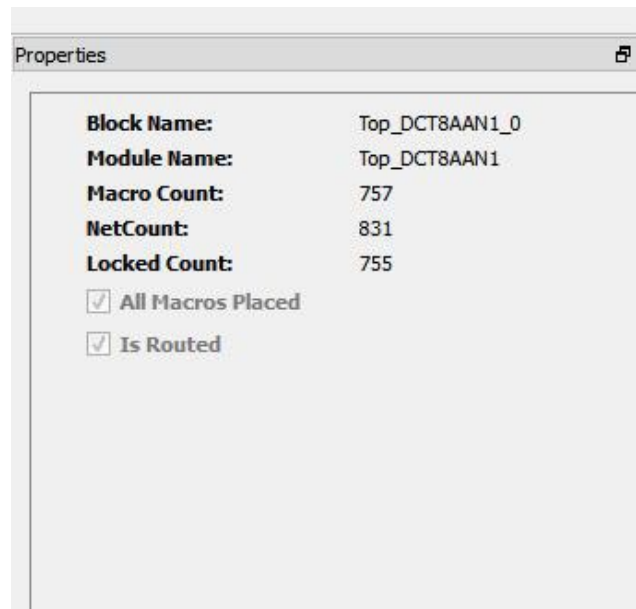 Properties
Block Name: Top_DCT8AAN1_0
Module Name: Top_DCT8AAN1
Macro Count: 757
NetCount: 831
Locked Count: 755
All Macros Placed
Is Routed